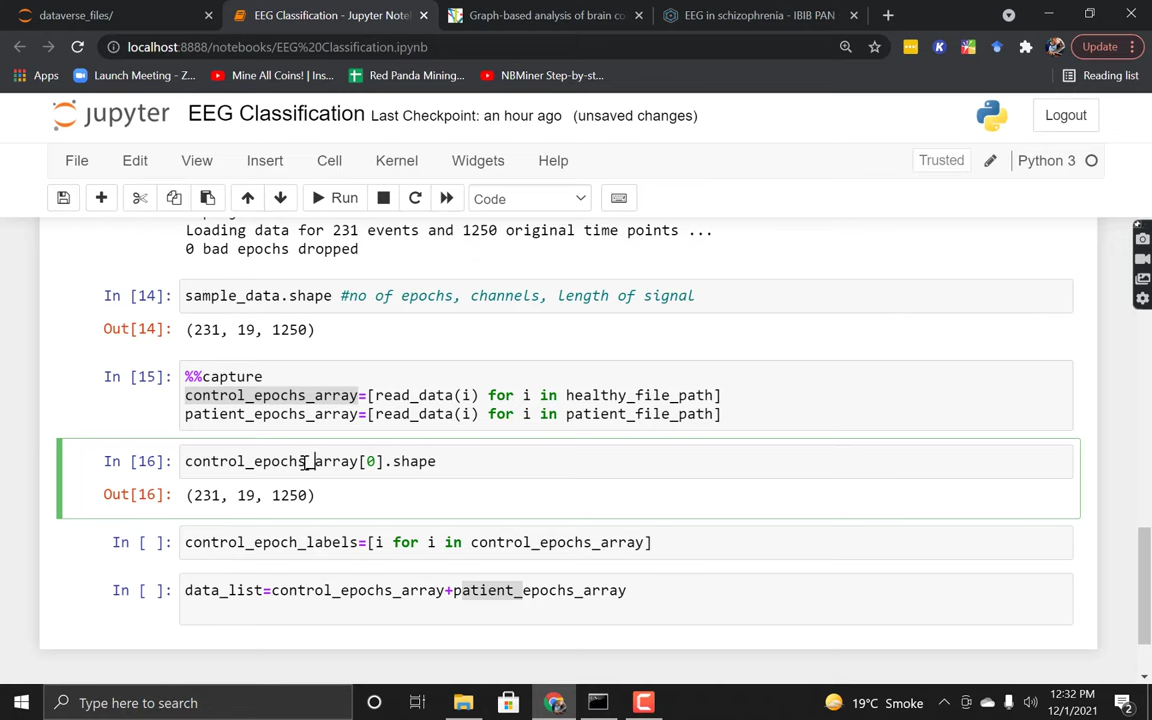 dataverse_files/
EEG Classification - Jupyter Note
Graph-based analysis of brain co
EEG in schizophrenia - IBIB PAN
localhost:8888/notebooks/EEG%20Classification.ipynb
Update
Apps
Launch Meeting - Z...
Mine All Coins! | Ins...
Red Panda Mining...
NBMiner Step-by-st...
Reading list
jupyter
EEG Classification Last Checkpoint: an hour ago (unsaved changes)
Logout
File Edit View Insert Cell Kernel Widgets Help
Trusted
Python 3
Run
Code
Loading data for 231 events and 1250 original time points ...
0 bad epochs dropped
In [14]: sample_data.shape #no of epochs, channels, length of signal
Out[14]: (231, 19, 1250)
In [15]: %%capture
control_epochs_array=[read_data(i) for i in healthy_file_path]
patient_epochs_array=[read_data(i) for i in patient_file_path]
In [16]: control_epochs_array[0].shape
Out[16]: (231, 19, 1250)
In [ ]: control_epoch_labels=[i for i in control_epochs_array]
In [ ]: data_list=control_epochs_array+patient_epochs_array
Type here to search
19°C Smoke
12:32 PM
12/1/2021
2